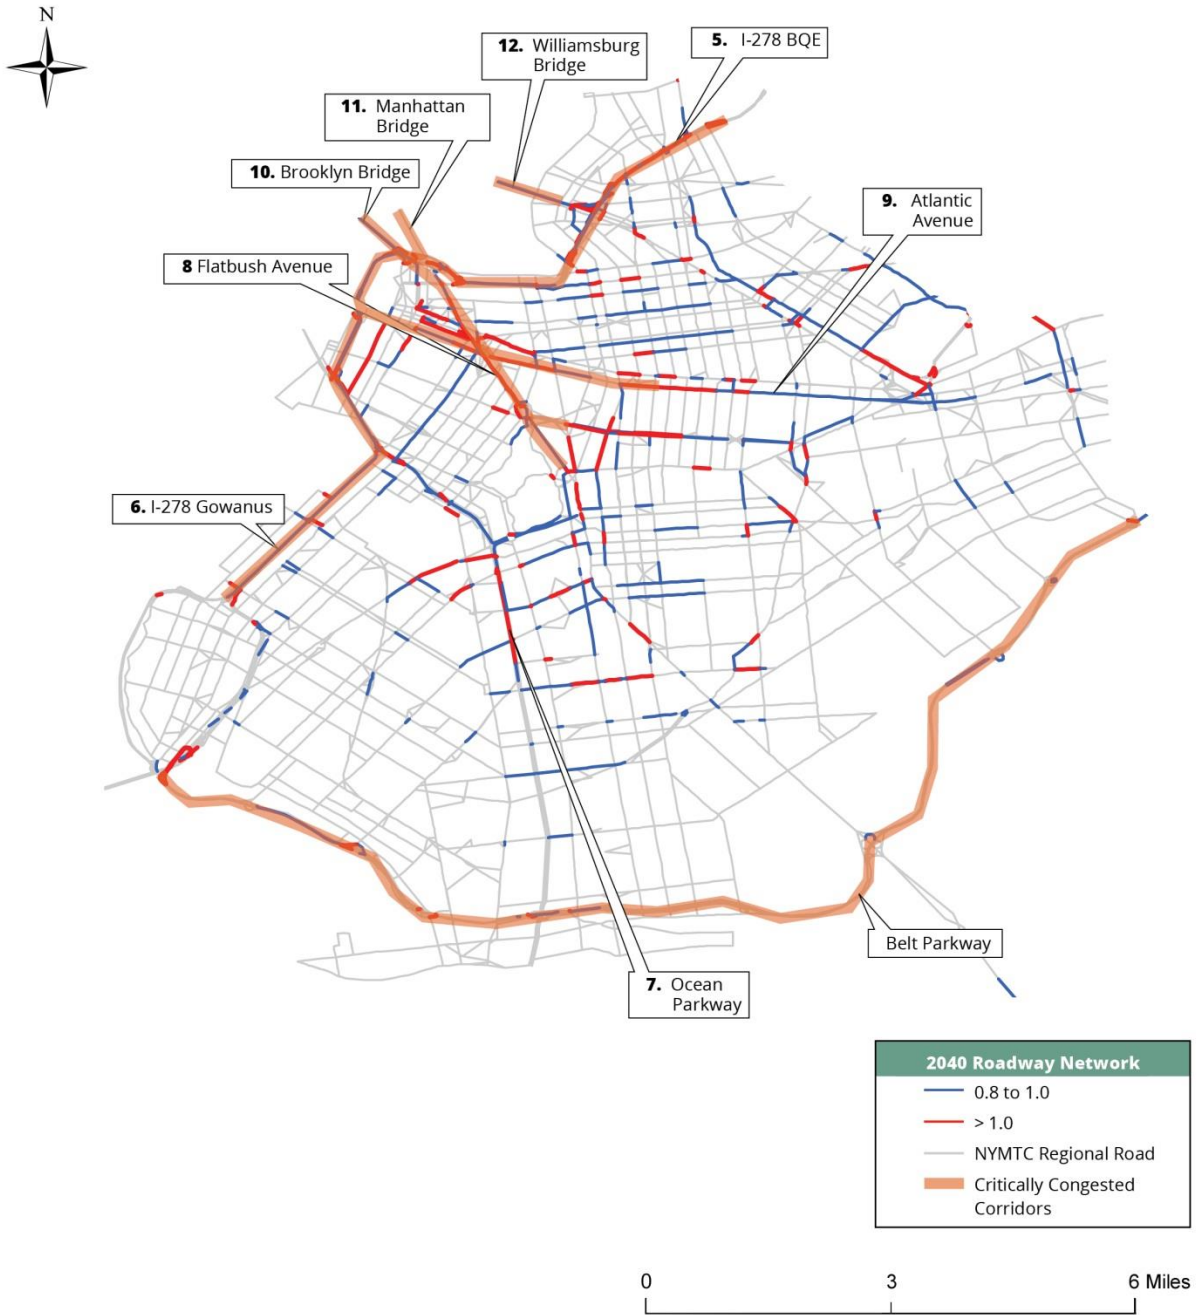 N
12. Williamsburg
Bridge
5. I-278 BQE
11. Manhattan
Bridge
10. Brooklyn Bridge
9. Atlantic
Avenue
8 Flatbush Avenue
6. I-278 Gowanus
Belt Parkway
7. Ocean
Parkway
2040 Roadway Network
0.8 to 1.0
> 1.0
NYMTC Regional Road
Critically Congested
Corridors
0 3 6 Miles